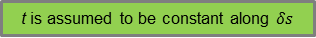 t is assumed to be constant along δs